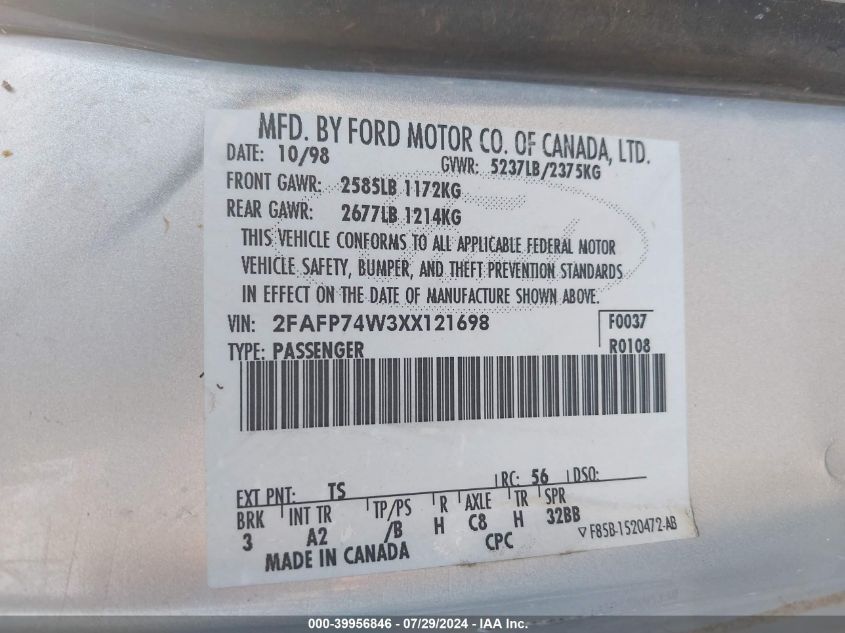 MFD. BY FORD MOTOR CO. OF CANADA, LTD.
DATE: 10/98 GVWR: 5237LB/2375KG
FRONT GAWR: 2585LB 1172KG
REAR GAWR: 2677LB 1214KG
THIS VEHICLE CONFORMS TO ALL APPLICABLE FEDERAL MOTOR
VEHICLE SAFETY, BUMPER, AND THEFT PREVENTION STANDARDS
IN EFFECT ON THE DATE OF MANUFACTURE SHOWN ABOVE.
VIN: 2FAFP74W3XX121698 F0037
TYPE: PASSENGER R0108
EXT PNT: TS RC: 56 DSO:
BRK INT TR TP/PS R AXLE TR SPR
3 A2 /B H C8 H 32BB
MADE IN CANADA CPC ▽F85B-1520472-AB
000-39956846 / 07/29/2024 - IAA Inc.